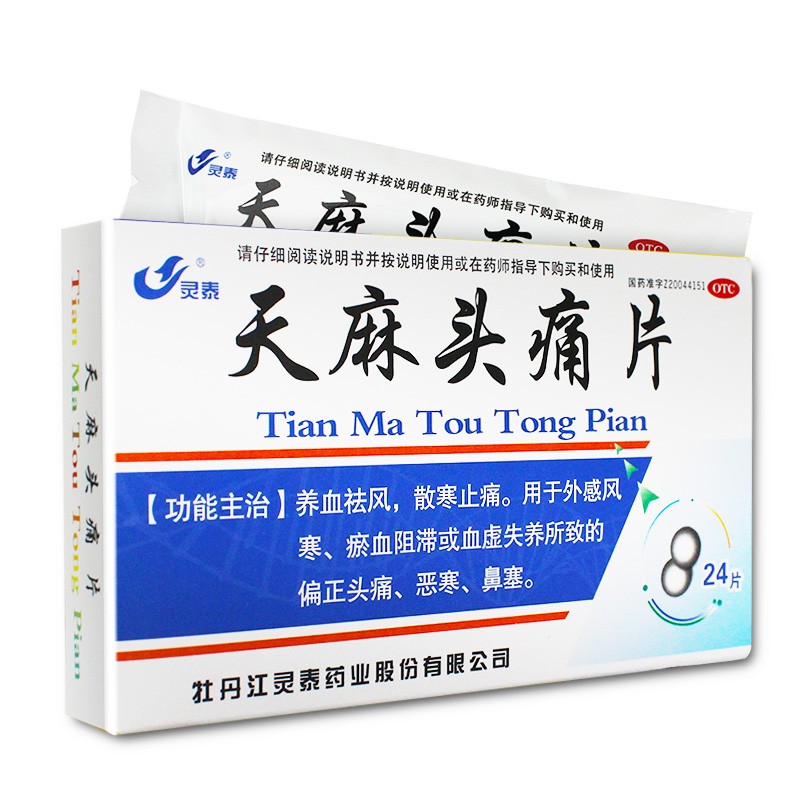 灵泰
®
请仔细阅读说明书并按说明使用或在药师指导下购买和使用
天麻头痛片
OTC
灵泰
®
请仔细阅读说明书并按说明使用或在药师指导下购买和使用
国药准字Z20044151
OTC
天麻头痛片
Tian Ma Tou Tong Pian
【功能主治】养血祛风，散寒止痛。用于外感风
寒、瘀血阻滞或血虚失养所致的
偏正头痛、恶寒、鼻塞。
24片
牡丹江灵泰药业股份有限公司
Tian Ma Tou Tong Pian
天麻头痛片